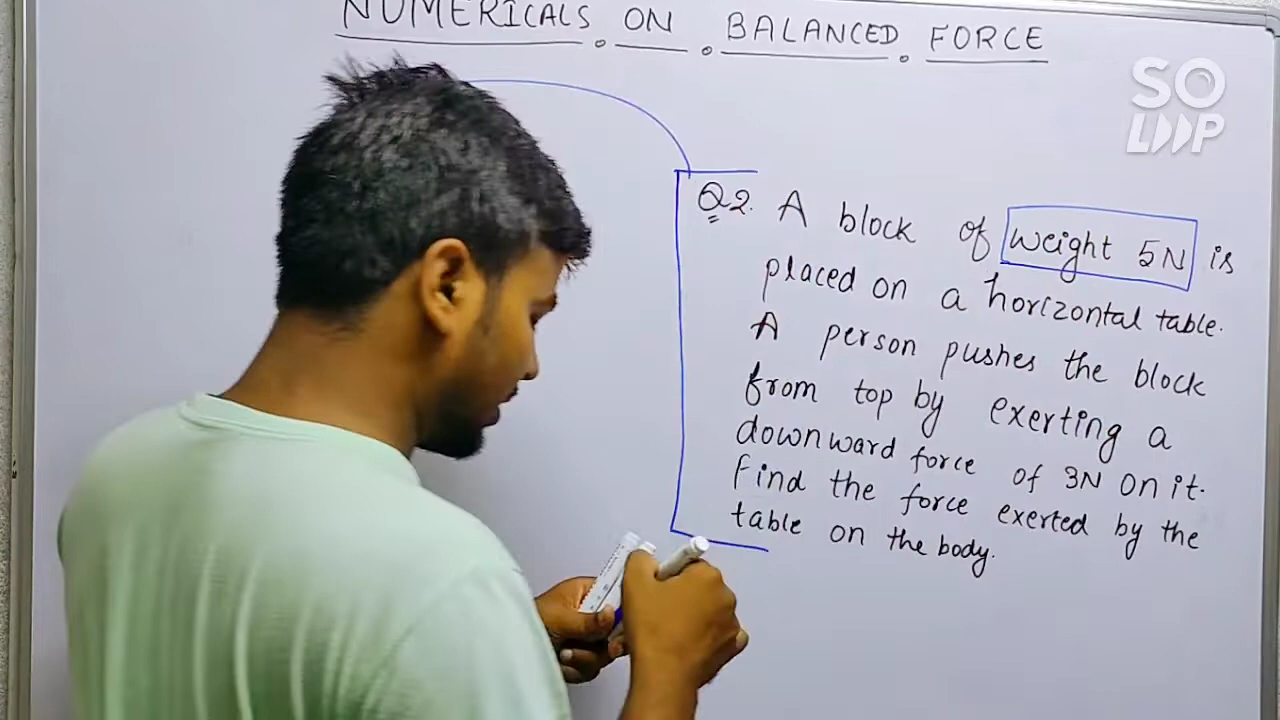 NUMERICALS ON BALANCED FORCE
SO
LOOP
Q2. A block of weight 5N is
placed on a horizontal table.
A person pushes the block
from top by exerting a
downward force of 3N on it.
Find the force exerted by the
table on the body.